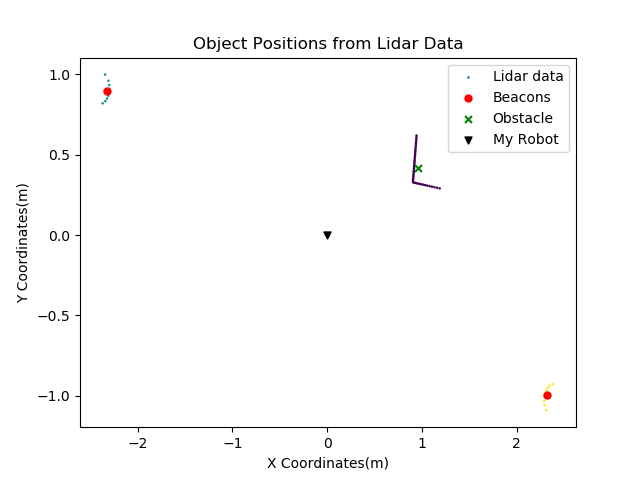 Object Positions from Lidar Data
Lidar data
Beacons
Obstacle
My Robot
1.0
0.5
0.0
−0.5
−1.0
Y Coordinates(m)
−2
−1
0
1
2
X Coordinates(m)